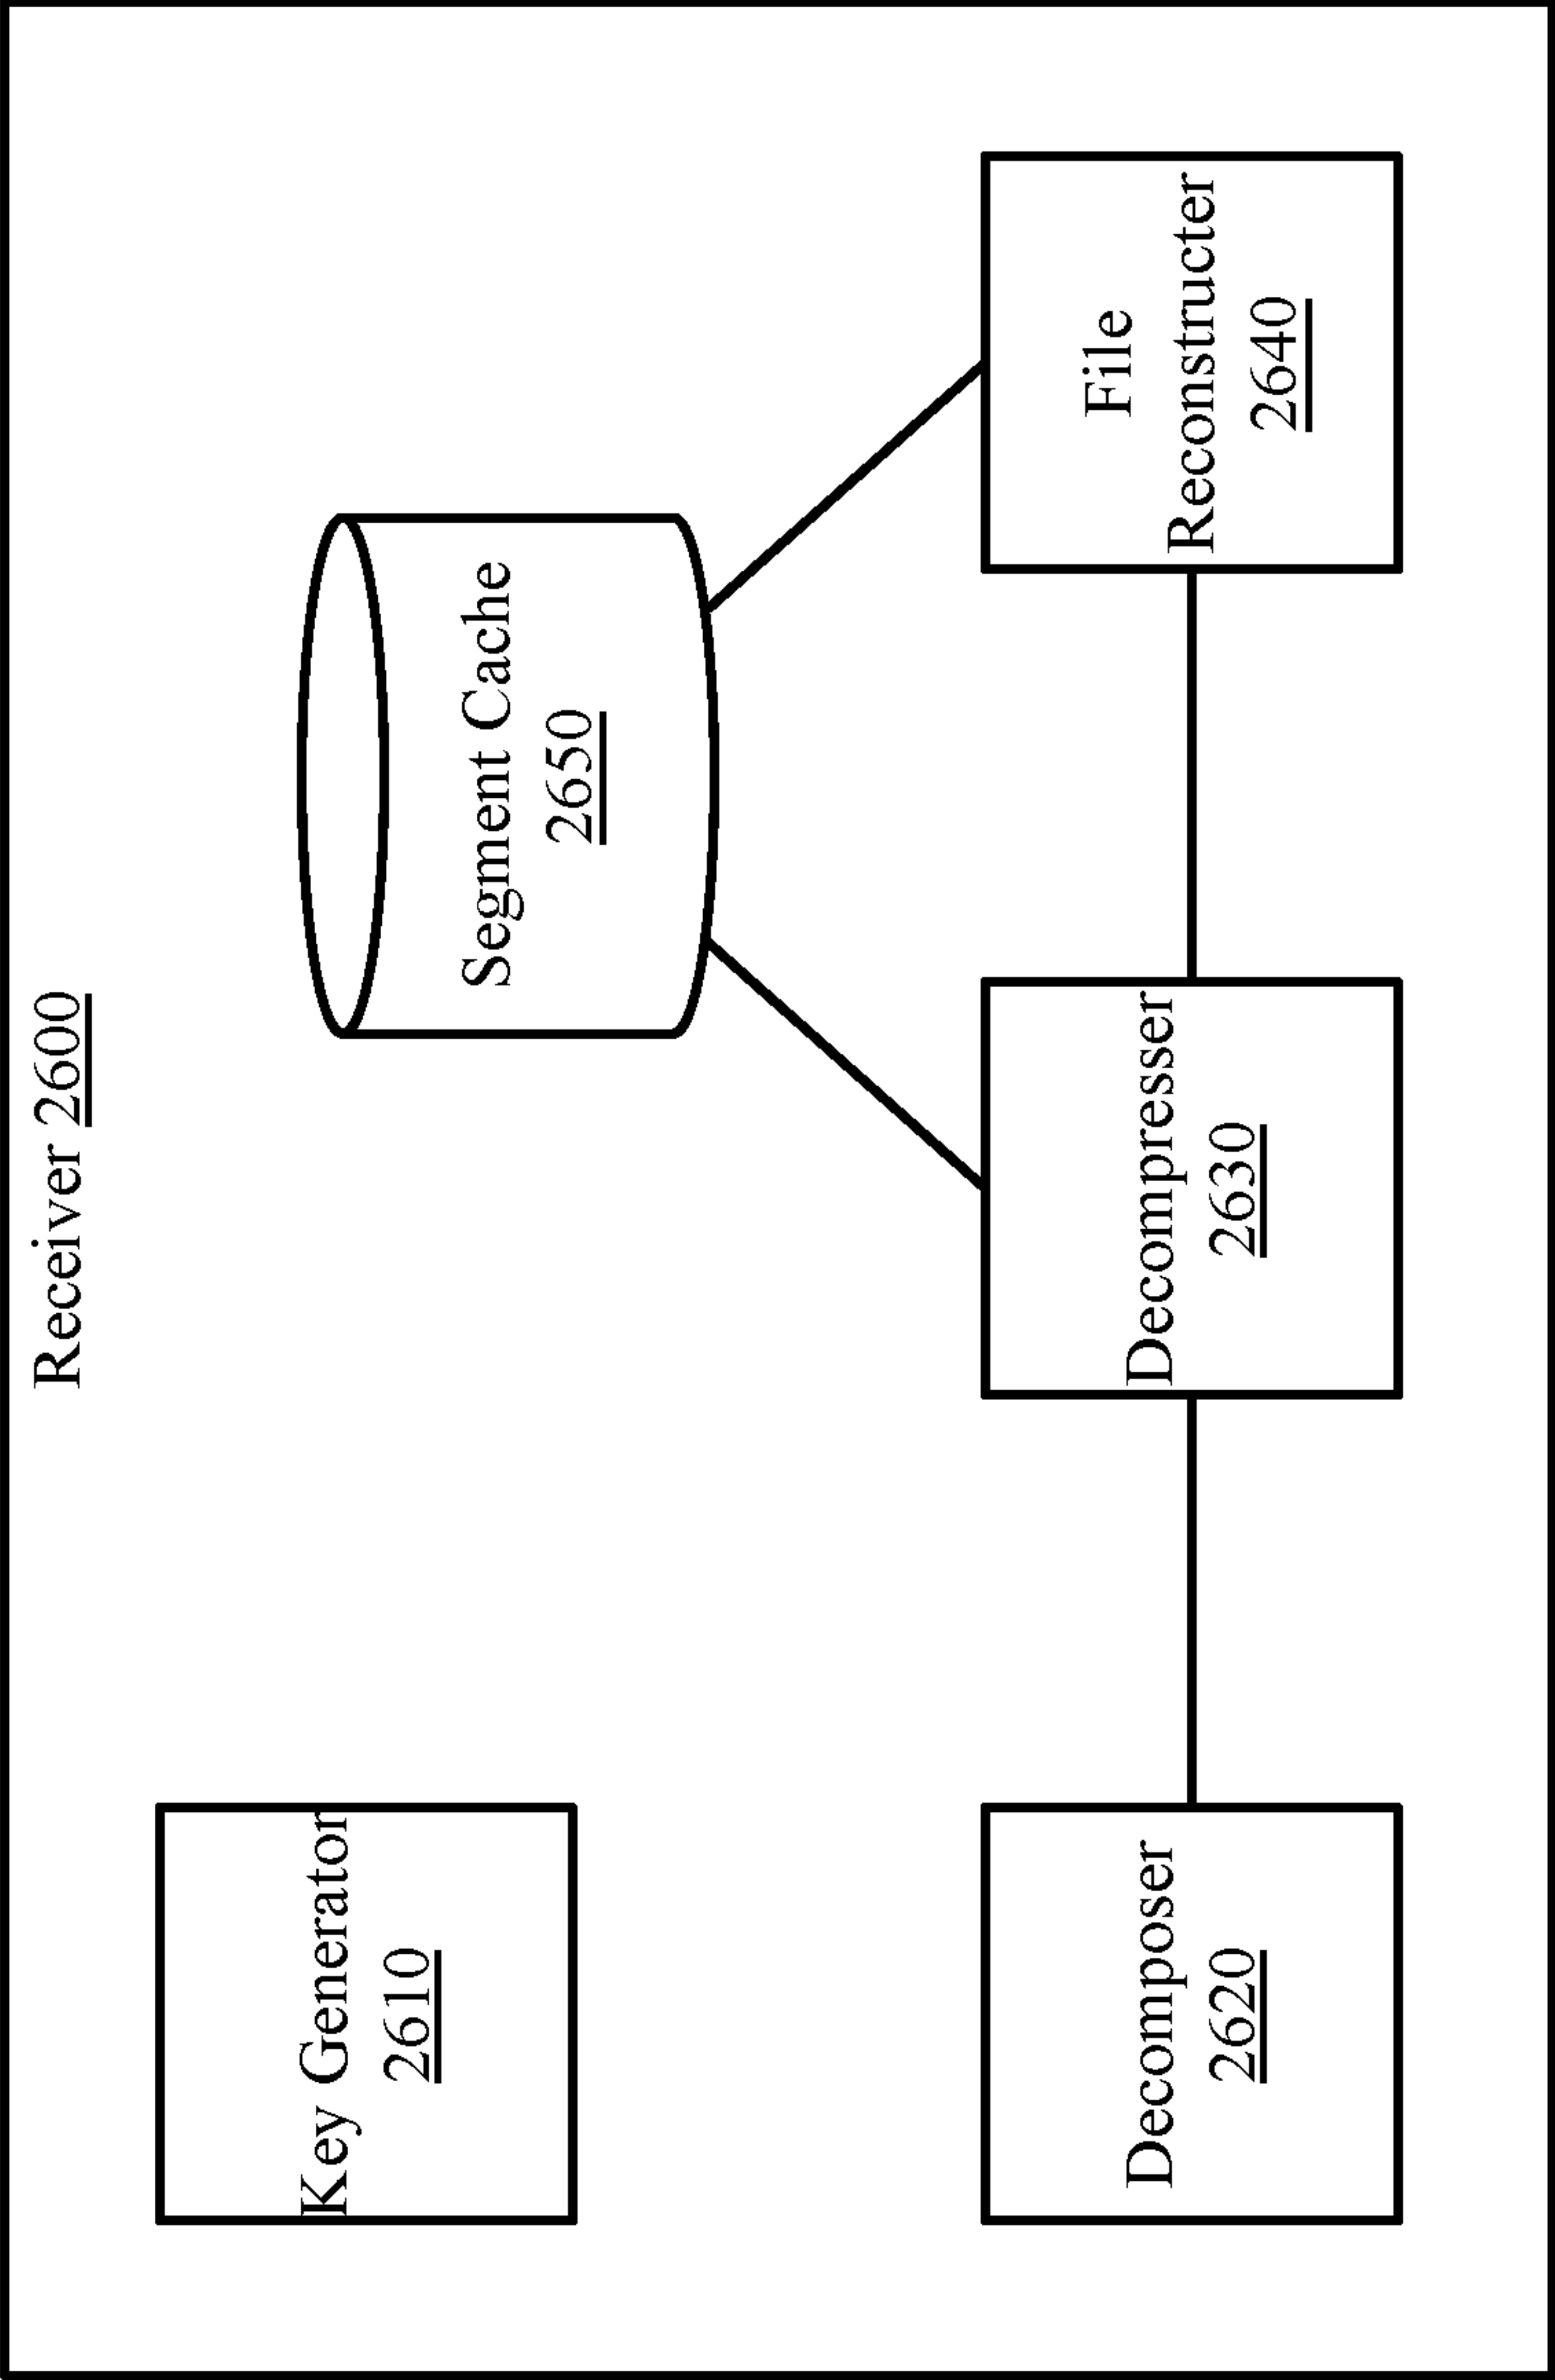 Receiver 2600
Key Generator
2610
Segment Cache
2650
Decomposer
2620
Decompresser
2630
File
Reconstructer
2640